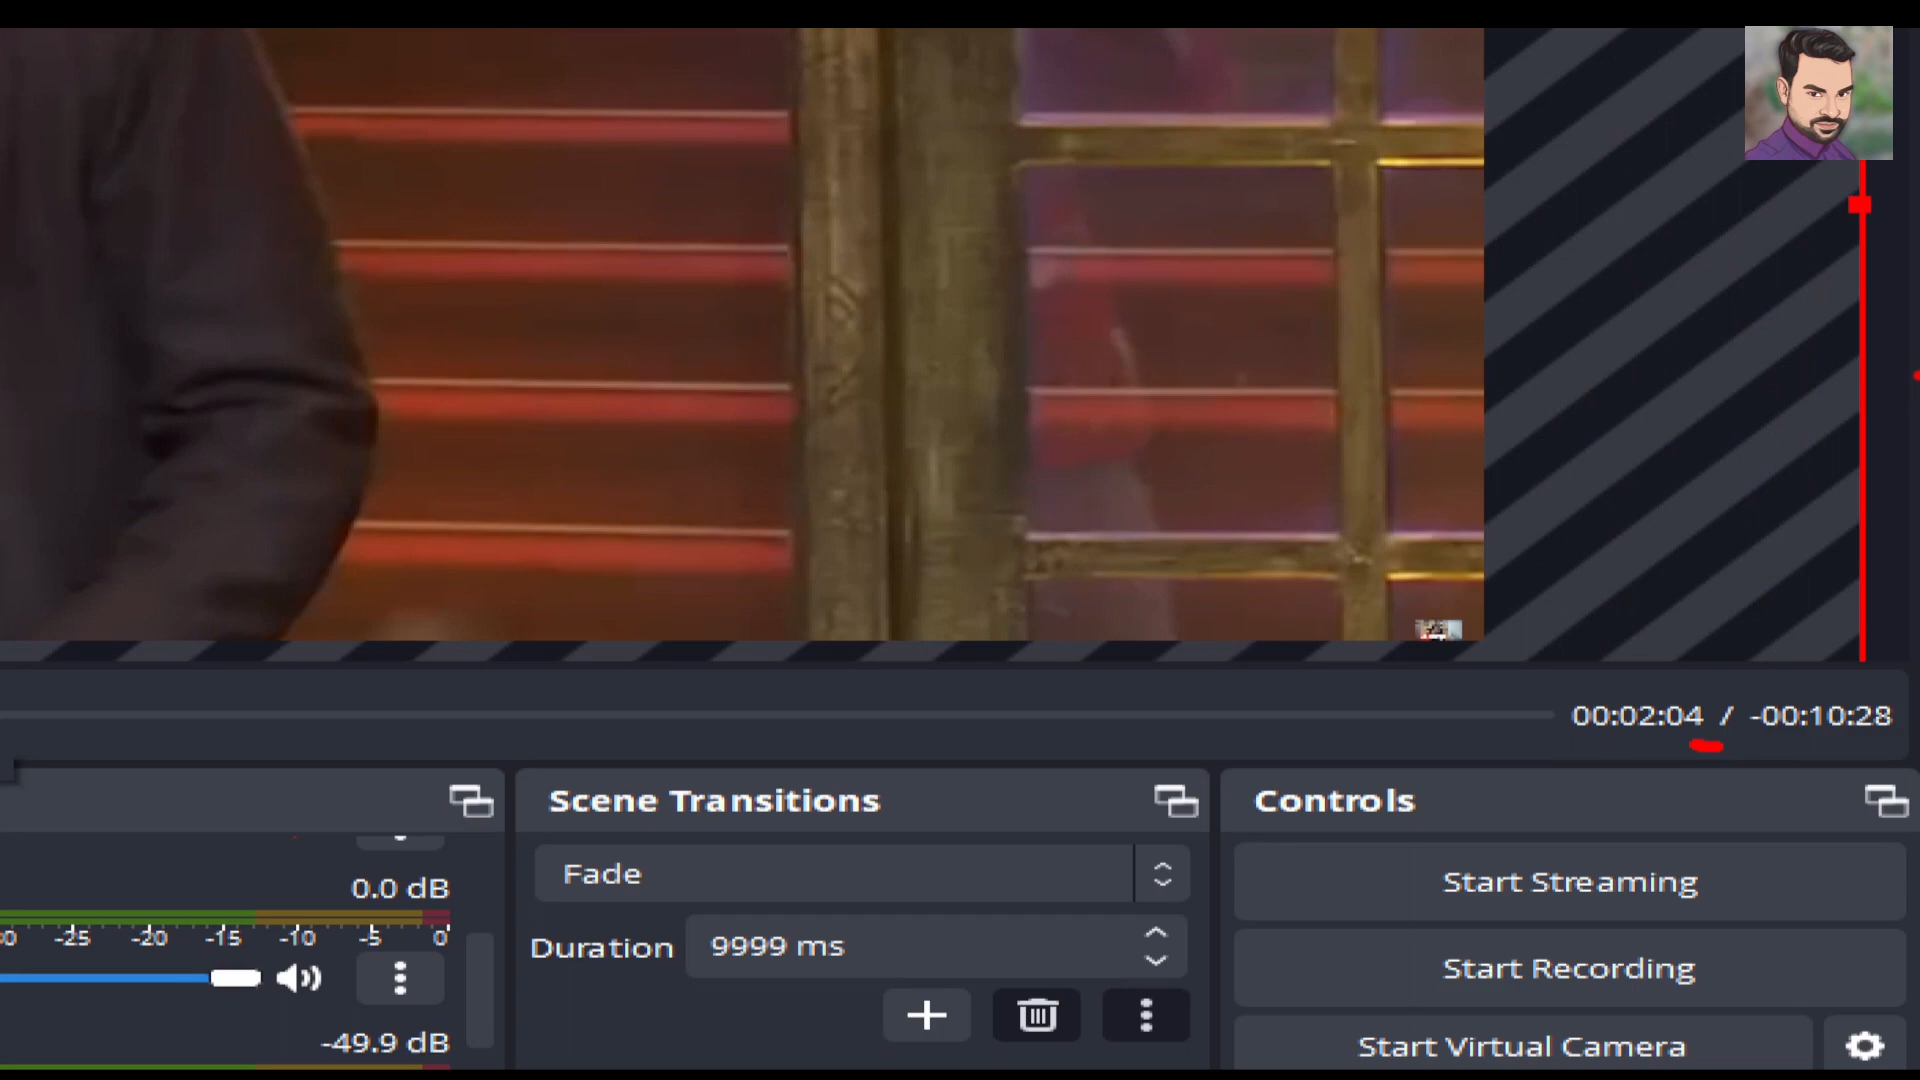 00:02:04 / -00:10:28
Scene Transitions
Controls
Fade
0.0 dB
-25 -20 -15 -10 -5 0
Duration 9999 ms
-49.9 dB
Start Streaming
Start Recording
Start Virtual Camera